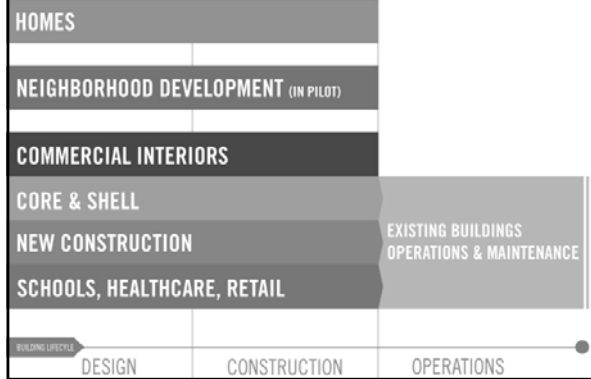 HOMES
NEIGHBORHOOD DEVELOPMENT (IN PILOT)
COMMERCIAL INTERIORS
CORE & SHELL
NEW CONSTRUCTION
SCHOOLS, HEALTHCARE, RETAIL
EXISTING BUILDINGS
OPERATIONS & MAINTENANCE
BUILDING LIFECYLE
DESIGN
CONSTRUCTION
OPERATIONS